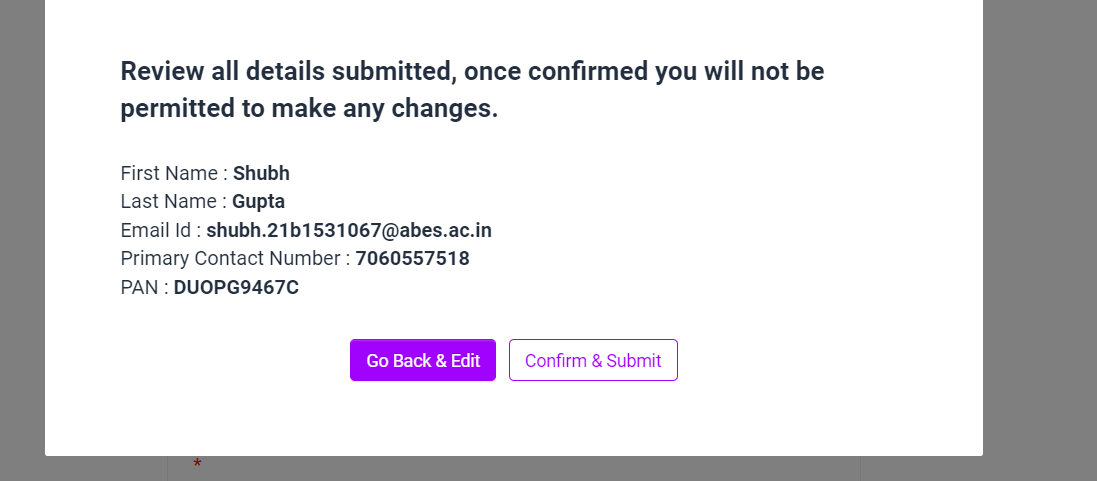 Review all details submitted, once confirmed you will not be
permitted to make any changes.
First Name : Shubh
Last Name : Gupta
Email Id : shubh.21b1531067@abes.ac.in
Primary Contact Number : 7060557518
PAN : DUOPG9467C
Go Back & Edit
Confirm & Submit
*